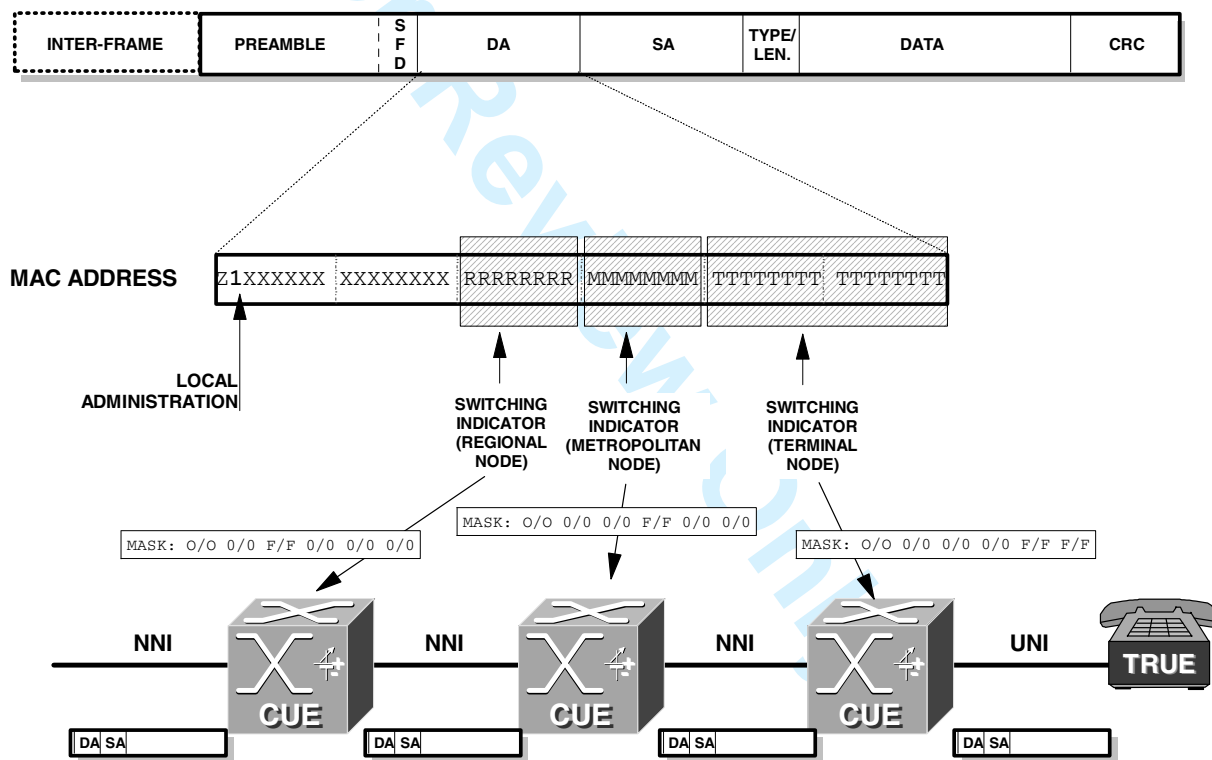 INTER-FRAME PREAMBLE SFD DA SA TYPE/LEN. DATA CRC
MAC ADDRESS
Z1XXXXXX XXXXXXXX RRRRRRRR MMMMMMMM TTTTTTTT TTTTTTTT
LOCAL
ADMINISTRATION
SWITCHING
INDICATOR
(REGIONAL
NODE)
SWITCHING
INDICATOR
(METROPOLITAN
NODE)
SWITCHING
INDICATOR
(TERMINAL
NODE)
MASK: O/O 0/0 F/F 0/0 0/0 0/0
MASK: O/O 0/0 0/0 F/F 0/0 0/0
MASK: O/O 0/0 0/0 0/0 F/F F/F
NNI NNI NNI UNI
CUE CUE CUE TRUE
DA SA DA SA DA SA DA SA